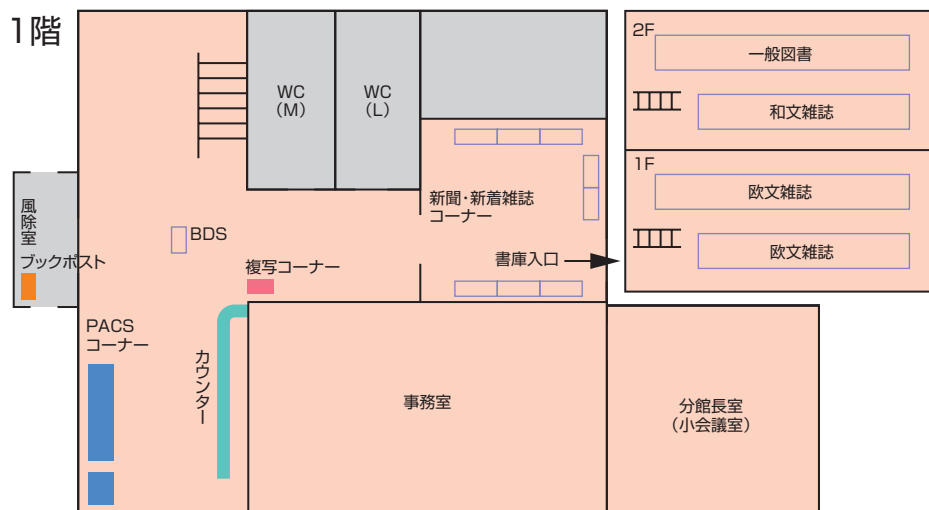 1階
WC
(M)
WC
(L)
2F
一般図書
和文雑誌
1F
欧文雑誌
欧文雑誌
新聞・新着雑誌
コーナー
書庫入口
風除室
ブックポスト
BDS
複写コーナー
PACS
コーナー
カウンター
事務室
分館長室
(小会議室)